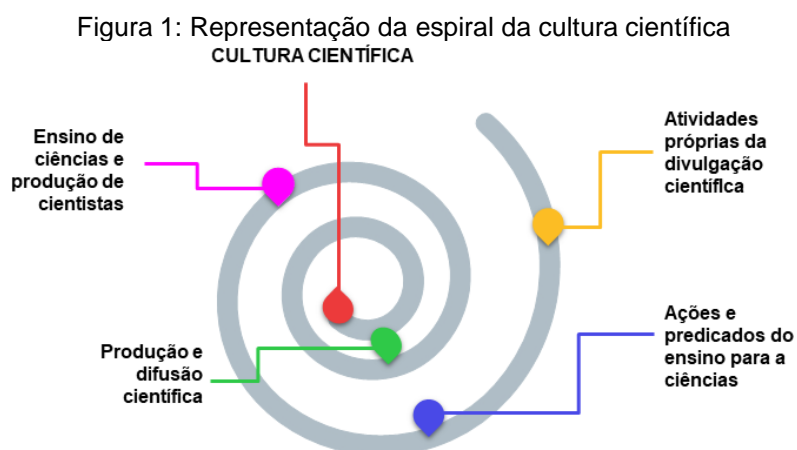 Figura 1: Representação da espiral da cultura científica
CULTURA CIENTÍFICA
Ensino de
ciências e
produção de
cientistas
Atividades
próprias da
divulgação
científica
Produção e
difusão
científica
Ações e
predicados do
ensino para a
ciências